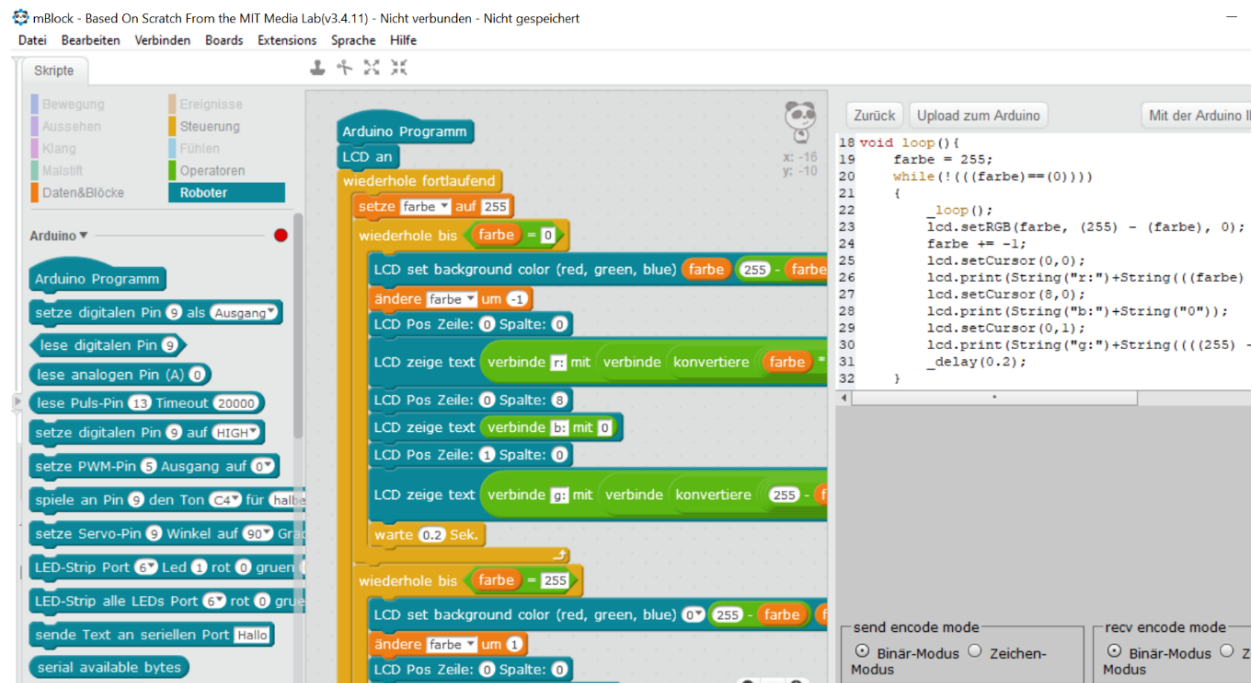 mBlock - Based On Scratch From the MIT Media Lab(v3.4.11) - Nicht verbunden - Nicht gespeichert
Datei Bearbeiten Verbinden Boards Extensions Sprache Hilfe
Skripte
Bewegung Ereignisse
Aussehen Steuerung
Klang Fühlen
Malstift Operatoren
Daten&Blöcke Roboter
Arduino
Arduino Programm
setze digitalen Pin 9 als Ausgang
lese digitalen Pin 9
lese analogen Pin (A) 0
lese Puls-Pin 13 Timeout 20000
setze digitalen Pin 9 auf HIGH
setze PWM-Pin 5 Ausgang auf 0
spiele an Pin 9 den Ton C4 für halbe
setze Servo-Pin 9 Winkel auf 90
LED-Strip Port 6 Led 1 rot 0 gruen
LED-Strip alle LEDs Port 6 rot 0
sende Text an seriellen Port Hallo
serial available bytes
Arduino Programm
LCD an
wiederhole fortlaufend
setze farbe auf 255
wiederhole bis farbe = 0
LCD set background color (red, green, blue) farbe 255 - farbe
ändere farbe um -1
LCD Pos Zeile: 0 Spalte: 0
LCD zeige text verbinde r: mit verbinde konvertiere farbe
LCD Pos Zeile: 0 Spalte: 8
LCD zeige text verbinde b: mit 0
LCD Pos Zeile: 1 Spalte: 0
LCD zeige text verbinde g: mit verbinde konvertiere 255 -
warte 0.2 Sek.
wiederhole bis farbe = 255
LCD set background color (red, green, blue) 0 255 - farbe
ändere farbe um 1
LCD Pos Zeile: 0 Spalte: 0
x: -16
y: -10
Zurück Upload zum Arduino Mit der Arduino
18 void loop(){
19 farbe = 255;
20 while(!(((farbe)==(0))))
21 {
22 _loop();
23 lcd.setRGB(farbe, (255) - (farbe), 0);
24 farbe += -1;
25 lcd.setCursor(0,0);
26 lcd.print(String("r:")+String(((farbe)
27 lcd.setCursor(8,0);
28 lcd.print(String("b:")+String("0"));
29 lcd.setCursor(0,1);
30 lcd.print(String("g:")+String((((255) -
31 _delay(0.2);
32 }
send encode mode
Binär-Modus Zeichen-
Modus
recv encode mode
Binär-Modus Z
Modus